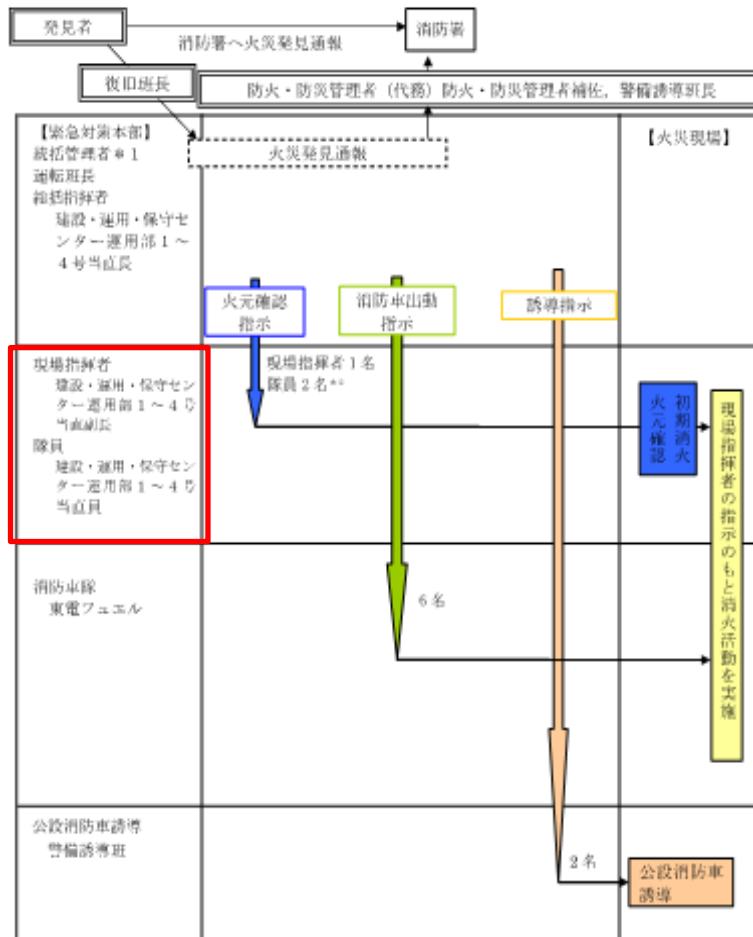 発見者
消防署
消防署へ火災発見通報
復旧班長
防火・防災管理者（代務）防火・防災管理者補佐，警備誘導班長
【緊急対策本部】
統括管理者＊１
運転班長
総括指揮者
建設・運用・保守セ
ンター運用部１～
４号当直長
火災発見通報
【火災現場】
火元確認
指示
消防車出動
指示
誘導指示
現場指揮者
建設・運用・保守セン
ター運用部１～４号
当直副長
隊員
建設・運用・保守セン
ター運用部１～４号
当直員
現場指揮者１名
隊員２名
初期消火
火元確認
現場指揮者の指示のもと消火活動を実施
消防車隊
東電フュエル
６名
公設消防車誘導
警備誘導班
２名
公設消防車
誘導